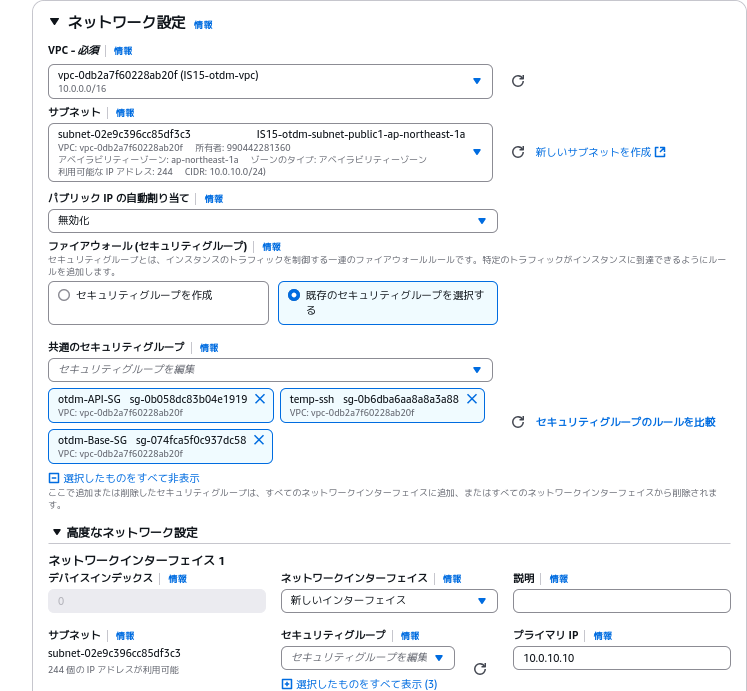 ネットワーク設定 情報
VPC – 必須 情報
vpc-0db2a7f60228ab20f (IS15-otdm-vpc)
10.0.0.0/16
サブネット 情報
subnet-02e9c396cc85df3c3 IS15-otdm-subnet-public1-ap-northeast-1a
VPC: vpc-0db2a7f60228ab20f 所有者: 990442281360
アベイラビリティーゾーン: ap-northeast-1a ゾーンのタイプ: アベイラビリティーゾーン
利用可能な IP アドレス: 244 CIDR: 10.0.10.0/24)
新しいサブネットを作成
パブリック IP の自動割り当て 情報
無効化
ファイアウォール (セキュリティグループ) 情報
セキュリティグループとは、インスタンスのトラフィックを制御する一連のファイアウォールルールです。特定のトラフィックがインスタンスに到達できるようにルー
ルを追加します。
セキュリティグループを作成
既存のセキュリティグループを選択す
る
共通のセキュリティグループ 情報
セキュリティグループを編集
otdm-API-SG sg-0b058dc83b04e1919
VPC: vpc-0db2a7f60228ab20f
temp-ssh sg-0b6dba6aa8a8a3a88
VPC: vpc-0db2a7f60228ab20f
otdm-Base-SG sg-074fca5f0c937dc58
VPC: vpc-0db2a7f60228ab20f
セキュリティグループのルールを比較
選択したものをすべて非表示
ここで追加または削除したセキュリティグループは、すべてのネットワークインターフェイスに追加、またはすべてのネットワークインターフェイスから削除されま
す。
高度なネットワーク設定
ネットワークインターフェイス 1
デバイスインデックス 情報
0
ネットワークインターフェイス 情報
新しいインターフェイス
説明 情報
サブネット 情報
subnet-02e9c396cc85df3c3
244 個の IP アドレスが利用可能
セキュリティグループ 情報
セキュリティグループを編集
選択したものをすべて表示 (3)
プライマリ IP 情報
10.0.10.10